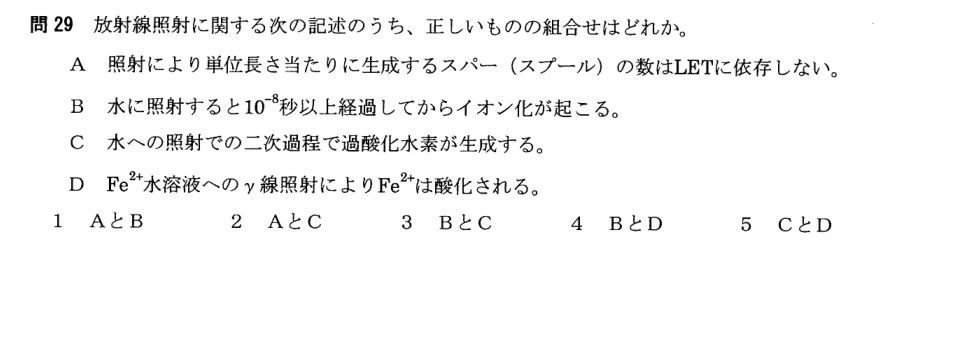 問 29 放射線照射に関する次の記述のうち、正しいものの組合せはどれか。
A 照射により単位長さ当たりに生成するスパー（スプール）の数はLETに依存しない。
B 水に照射すると10⁻⁸秒以上経過してからイオン化が起こる。
C 水への照射での二次過程で過酸化水素が生成する。
D Fe²⁺水溶液へのγ線照射によりFe²⁺は酸化される。
1 AとB 2 AとC 3 BとC 4 BとD 5 CとD